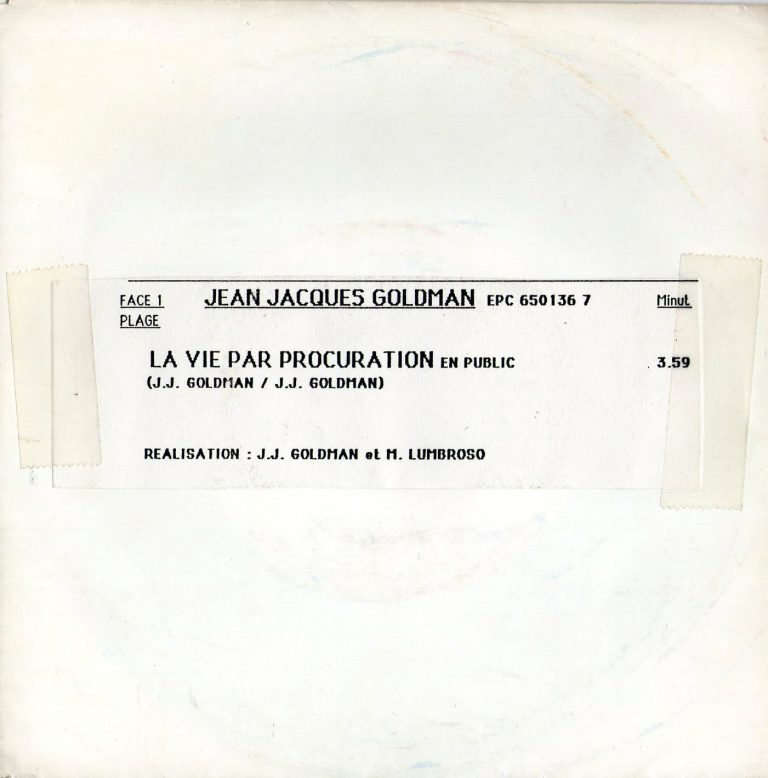 FACE 1 JEAN JACQUES GOLDMAN EPC 650136 7 Minut.
PLAGE
LA VIE PAR PROCURATION EN PUBLIC 3.59
(J.J. GOLDMAN / J.J. GOLDMAN)
REALISATION : J.J. GOLDMAN et M. LUMBROSO